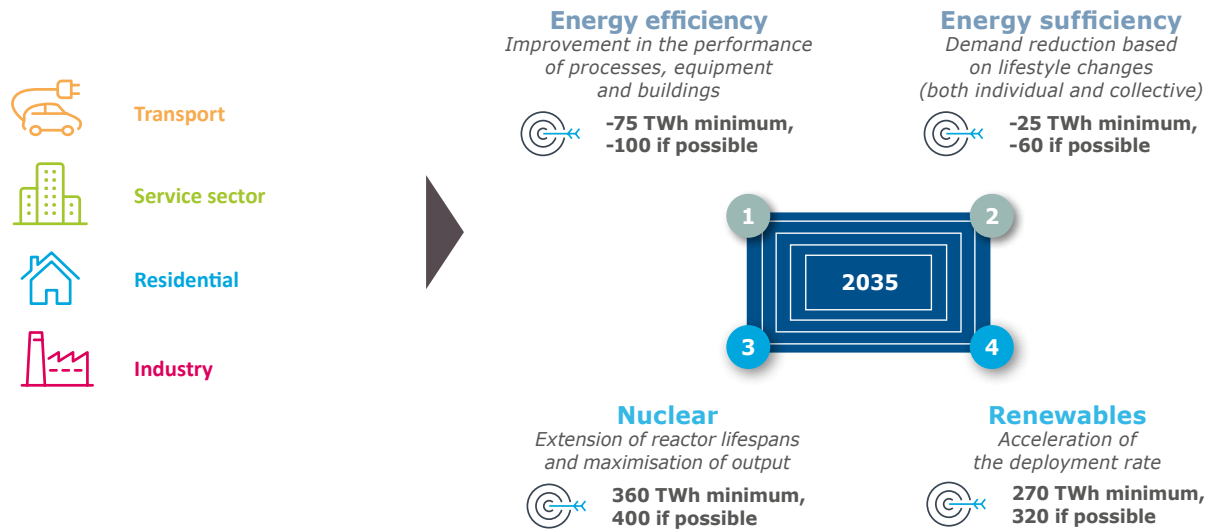 Transport
Service sector
Residential
Industry
Energy efficiency
Improvement in the performance
of processes, equipment
and buildings
-75 TWh minimum,
-100 if possible
Energy sufficiency
Demand reduction based
on lifestyle changes
(both individual and collective)
-25 TWh minimum,
-60 if possible
1
2
2035
3
4
Nuclear
Extension of reactor lifespans
and maximisation of output
360 TWh minimum,
400 if possible
Renewables
Acceleration of
the deployment rate
270 TWh minimum,
320 if possible